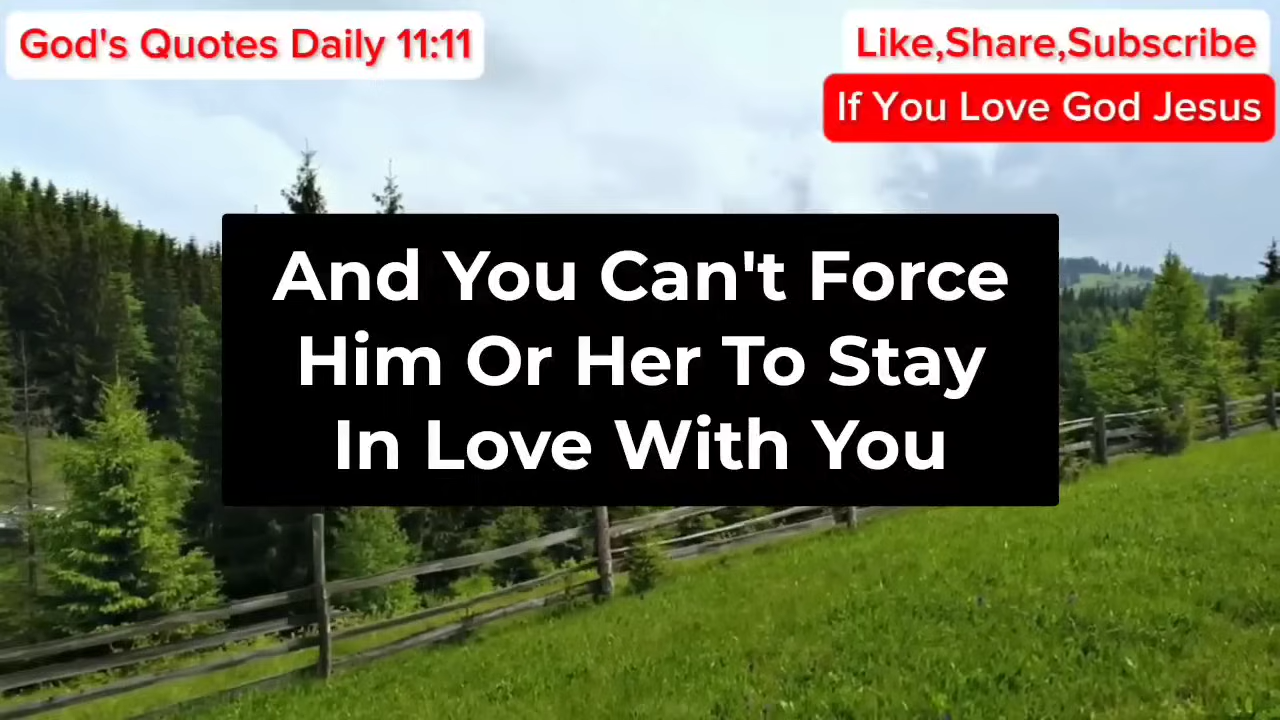 God's Quotes Daily 11:11
Like,Share,Subscribe
If You Love God Jesus
And You Can't Force
Him Or Her To Stay
In Love With You